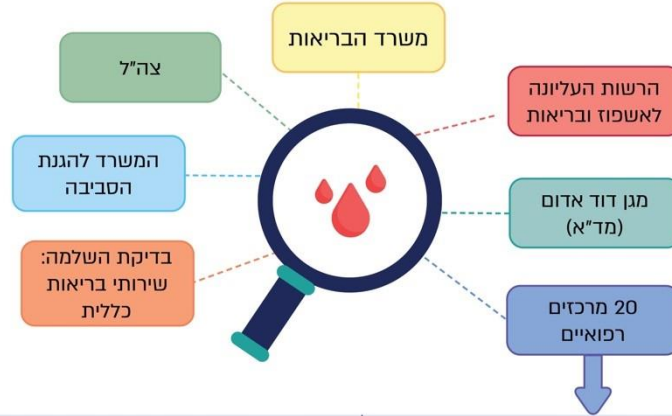 משרד הבריאות
צה"ל
הרשות העליונה
לאשפוז ובריאות
המשרד להגנת
הסביבה
מגן דוד אדום
(מד"א)
בדיקת השלמה:
שירותי בריאות
כללית
20 מרכזים
רפואיים